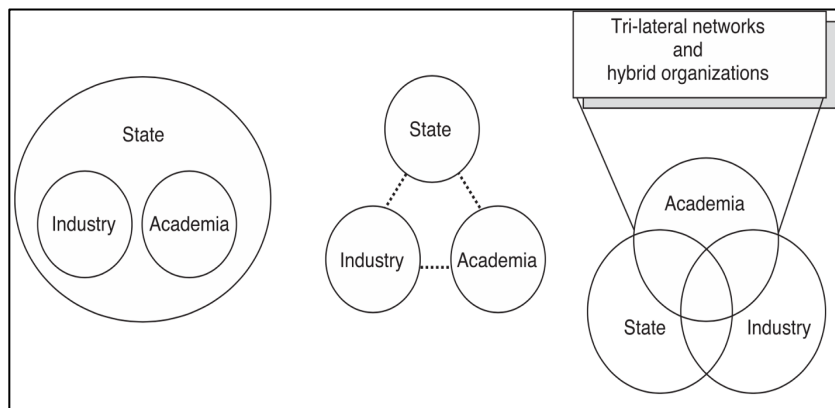 State
Industry
Academia
State
Industry
Academia
Tri-lateral networks
and
hybrid organizations
Academia
State
Industry